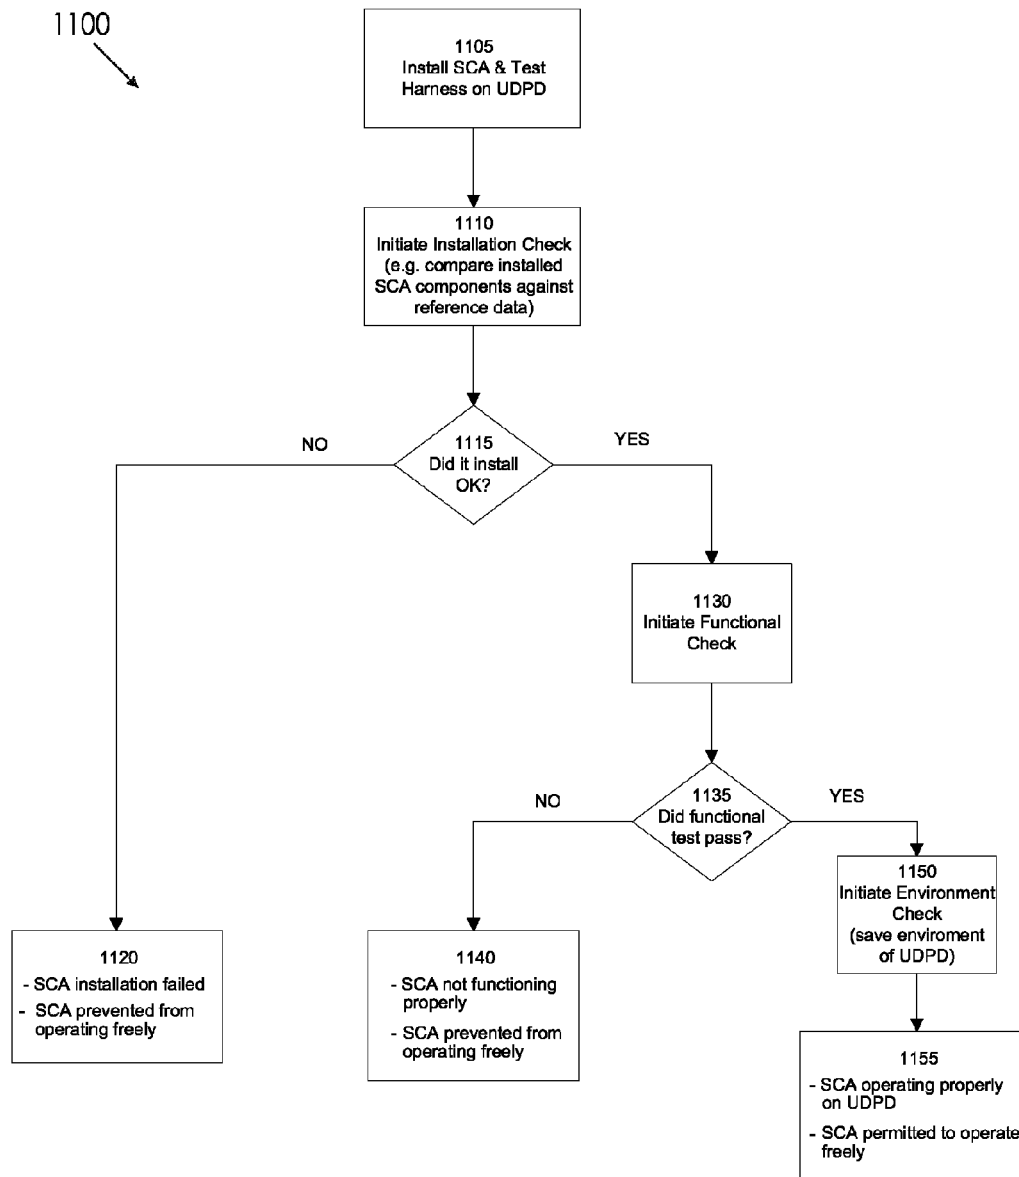 1100
1105
Install SCA & Test
Harness on UDPD
1110
Initiate Installation Check
(e.g. compare installed
SCA components against
reference data)
1115
Did it install
OK?
NO
YES
1130
Initiate Functional
Check
1135
Did functional
test pass?
NO
YES
1150
Initiate Environment
Check
(save enviroment
of UDPD)
1120
- SCA installation failed
- SCA prevented from
operating freely
1140
- SCA not functioning
properly
- SCA prevented from
operating freely
1155
- SCA operating properly
on UDPD
- SCA permitted to operate
freely